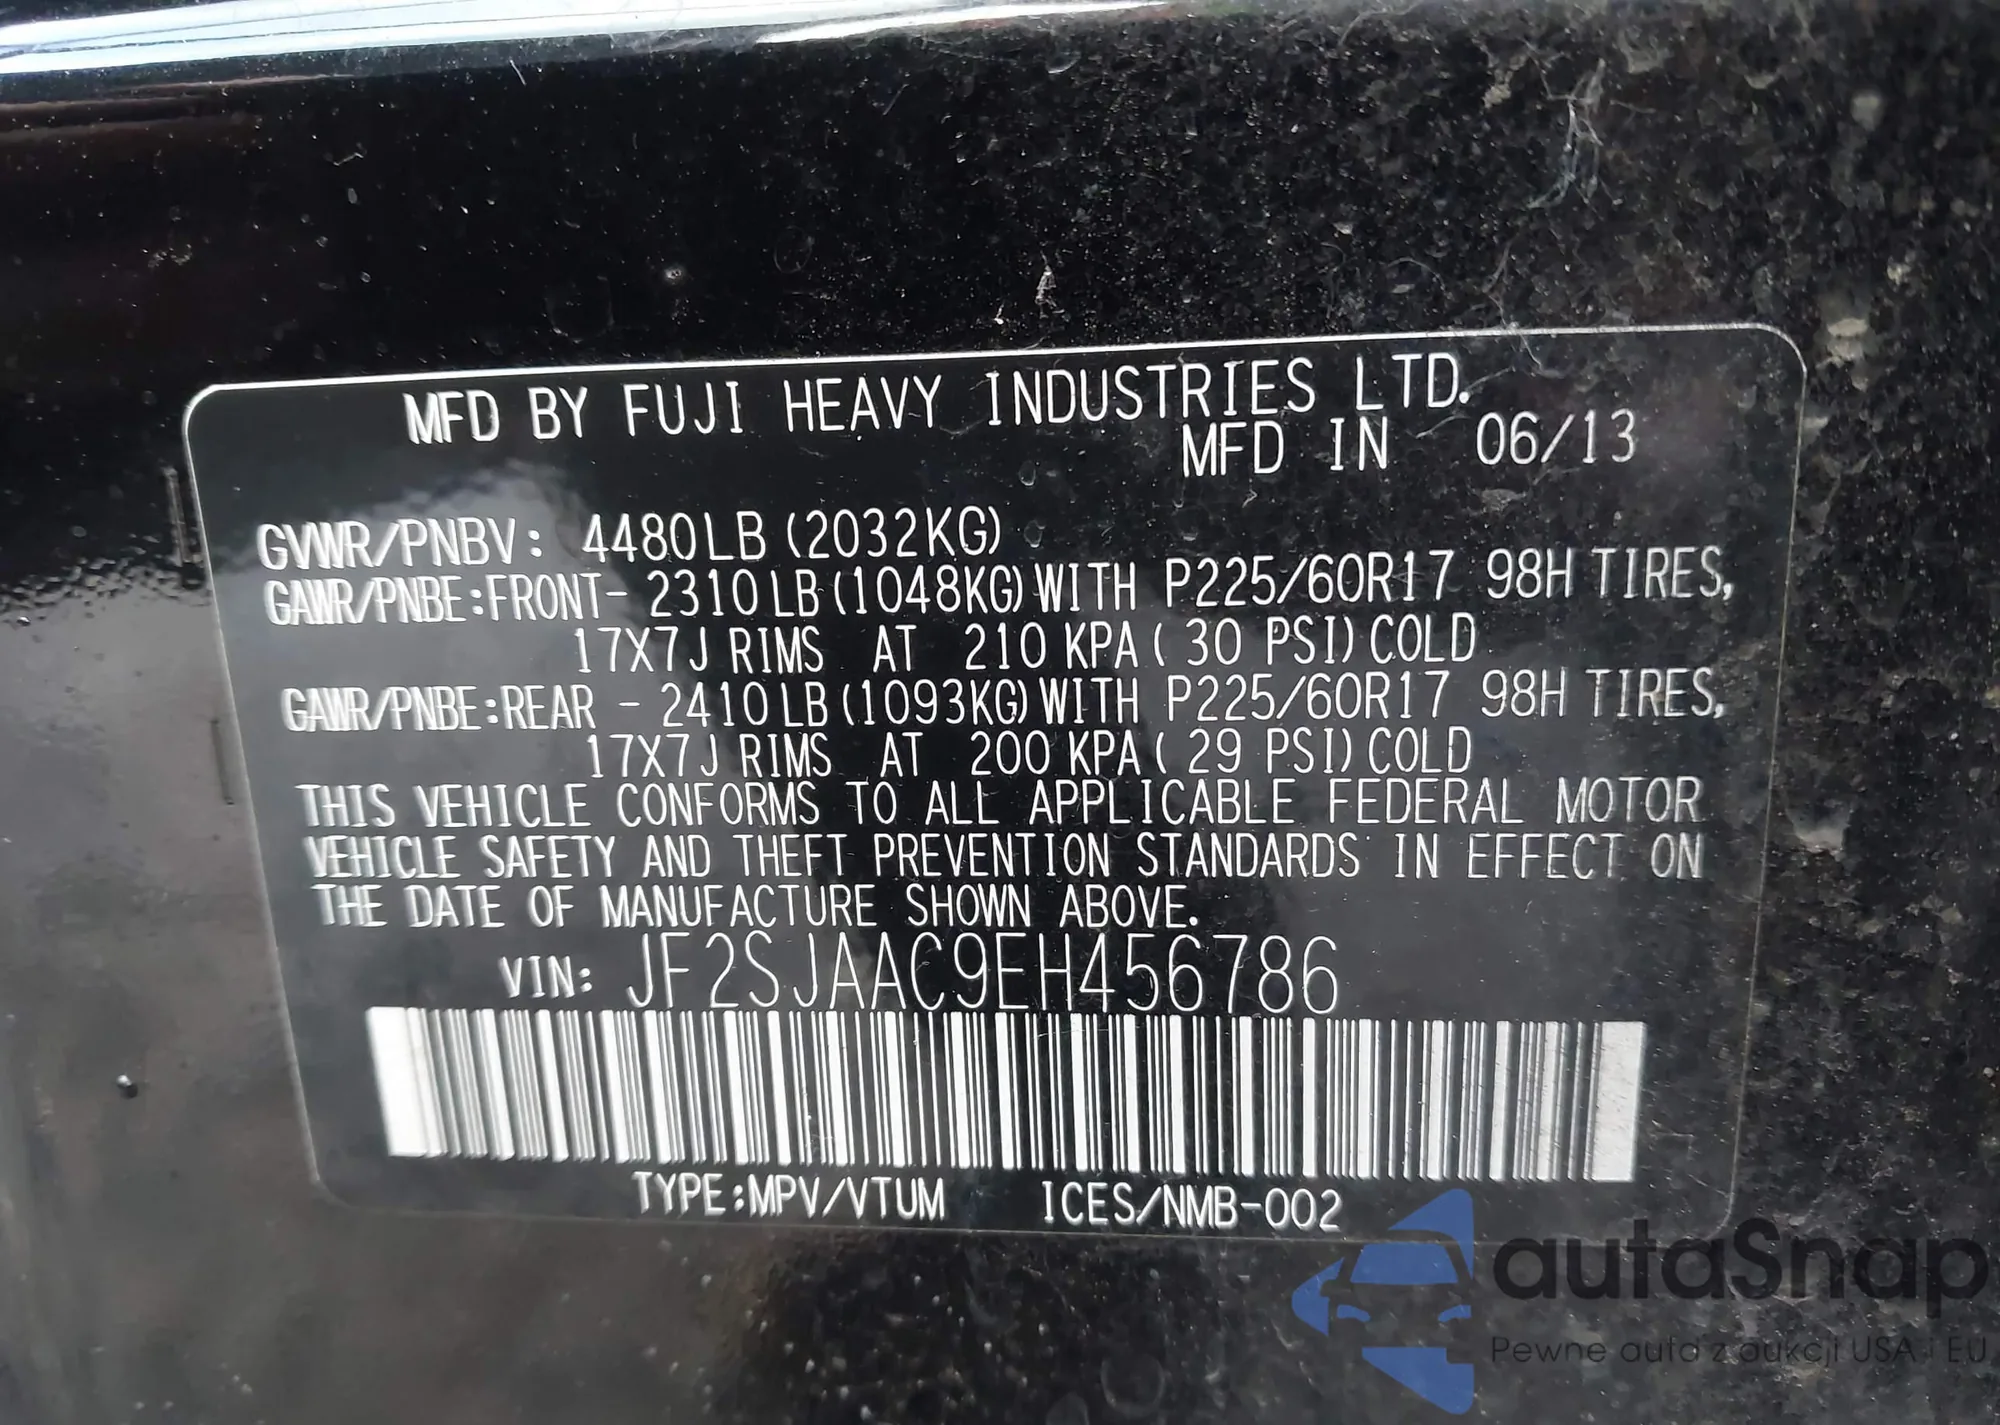 MFD BY FUJI HEAVY INDUSTRIES LTD.
MFD IN 06/13
GVWR/PNBV: 4480LB (2032KG)
GAWR/PNBE:FRONT- 2310LB (1048KG) WITH P225/60R17 98H TIRES,
17X7J RIMS AT 210 KPA ( 30 PSI) COLD
GAWR/PNBE:REAR - 2410LB (1093KG) WITH P225/60R17 98H TIRES,
17X7J RIMS AT 200 KPA ( 29 PSI) COLD
THIS VEHICLE CONFORMS TO ALL APPLICABLE FEDERAL MOTOR
VEHICLE SAFETY AND THEFT PREVENTION STANDARDS IN EFFECT ON
THE DATE OF MANUFACTURE SHOWN ABOVE.
VIN: JF2SJAAC9EH456786
TYPE:MPV/VTUM ICES/NMB-002
autaSnap
Pewne auta z aukcji USA i EU